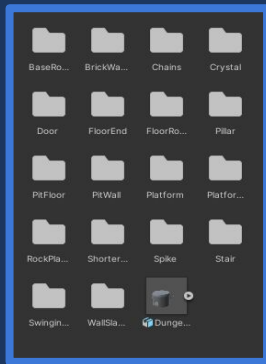 BaseRo... BrickWa... Chains Crystal
Door FloorEnd FloorRo... Pillar
PitFloor PitWall Platform Platfor...
RockPla... Shorter... Spike Stair
Swingin... WallSla... Dunge...